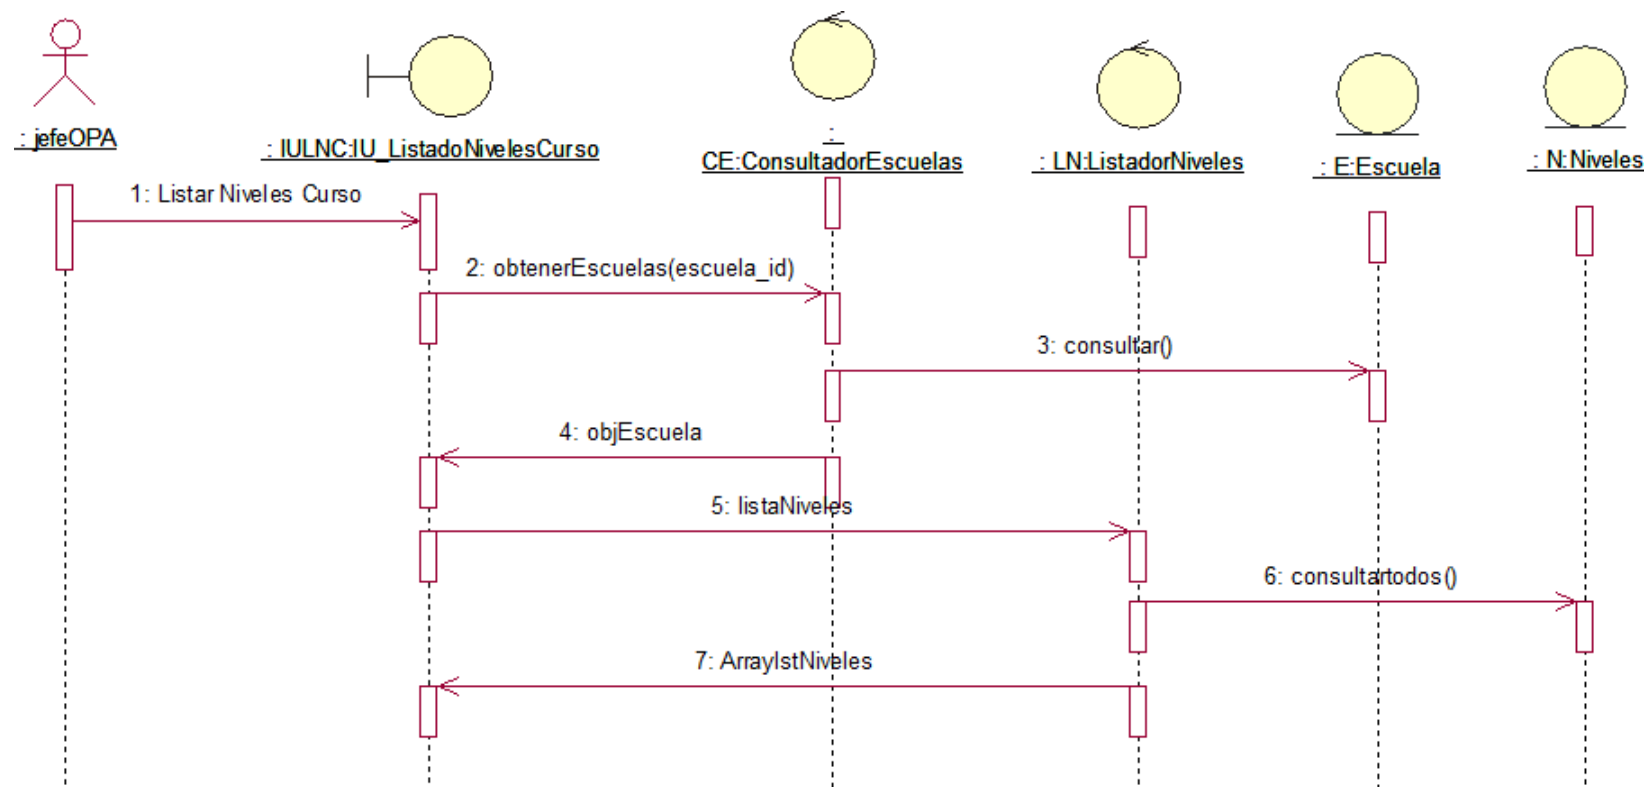 : jefeOPA
: IULNC:IU_ListadoNivelesCurso
:
CE:ConsultadorEscuelas
: LN:ListadorNiveles
: E:Escuela
: N:Niveles
1: Listar Niveles Curso
2: obtenerEscuelas(escuela_id)
3: consultar()
4: objEscuela
5: listaNiveles
6: consultartodos()
7: ArraylstNiveles